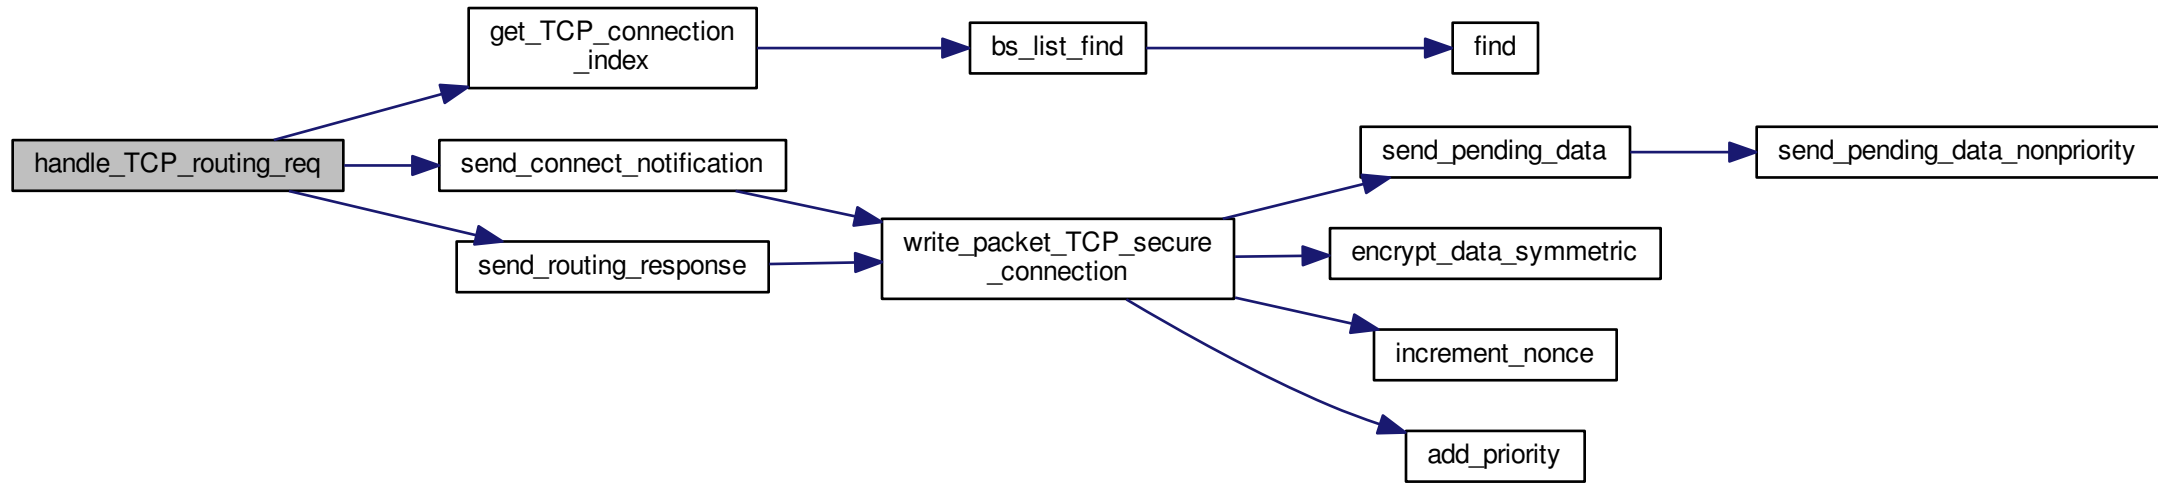 get_TCP_connection
_index
bs_list_find
find
handle_TCP_routing_req
send_connect_notification
send_pending_data
send_pending_data_nonpriority
send_routing_response
write_packet_TCP_secure
_connection
encrypt_data_symmetric
increment_nonce
add_priority